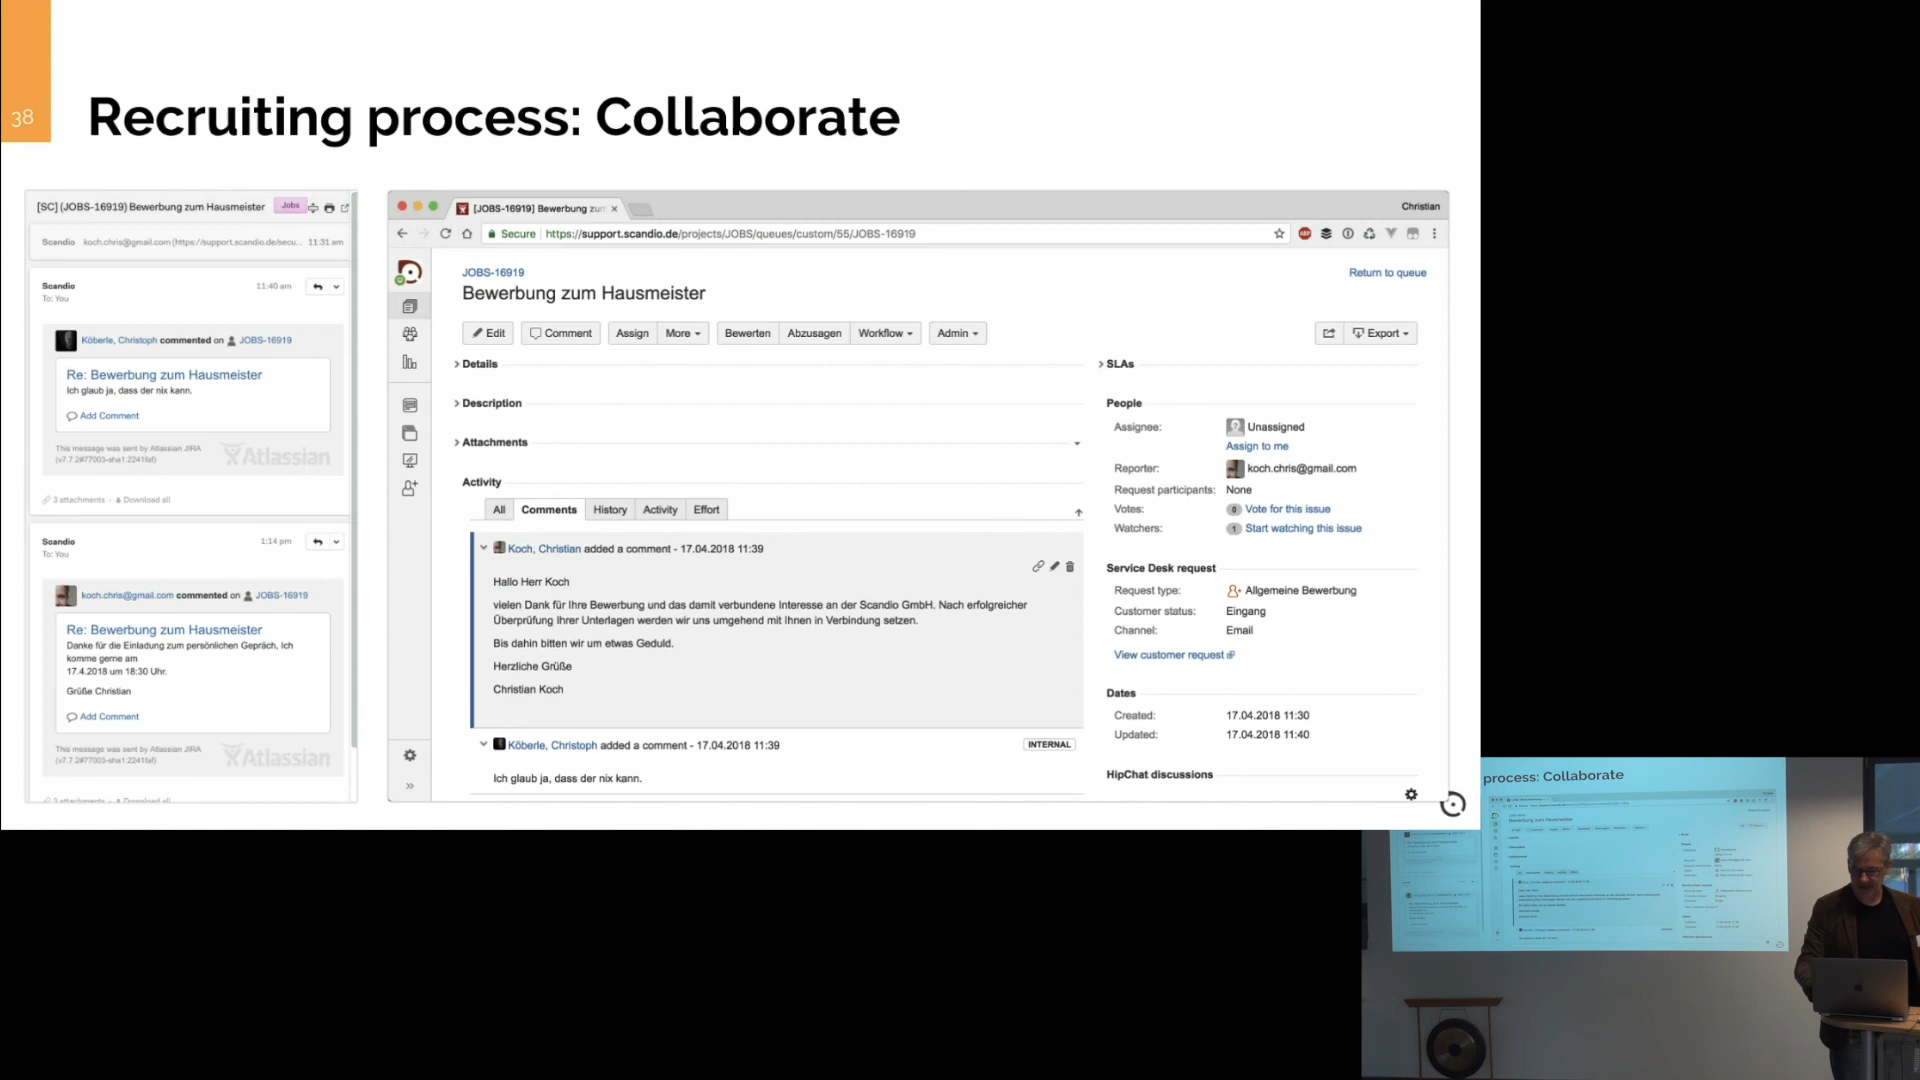 38
Recruiting process: Collaborate
[SC] (JOBS-16919) Bewerbung zum Hausmeister
Jobs
Scandio koch.chris@gmail.com (https://support.scandio.de/secu... 11:31 am
Scandio 11:40 am
To: You
Köberle, Christoph commented on JOBS-16919
Re: Bewerbung zum Hausmeister
Ich glaub ja, dass der nix kann.
Add Comment
This message was sent by Atlassian JIRA
Atlassian
3 attachments - Download all
Scandio 1:14 pm
To: You
koch.chris@gmail.com commented on JOBS-16919
Re: Bewerbung zum Hausmeister
Danke für die Einladung zum persönlichen Gepräch, Ich
komme gerne am
17.4.2018 um 18:30 Uhr.
Grüße Christian
Add Comment
This message was sent by Atlassian JIRA
Atlassian
3 attachments - Download all
[JOBS-16919] Bewerbung zum
Christian
Secure https://support.scandio.de/projects/JOBS/queues/custom/55/JOBS-16919
JOBS-16919
Return to queue
Bewerbung zum Hausmeister
Edit Comment Assign More Bewerten Abzusagen Workflow Admin Export
Details
Description
Attachments
Activity
All Comments History Activity Effort
Koch, Christian added a comment - 17.04.2018 11:39
Hallo Herr Koch
vielen Dank für Ihre Bewerbung und das damit verbundene Interesse an der Scandio GmbH. Nach erfolgreicher
Überprüfung Ihrer Unterlagen werden wir uns umgehend mit Ihnen in Verbindung setzen.
Bis dahin bitten wir um etwas Geduld.
Herzliche Grüße
Christian Koch
Köberle, Christoph added a comment - 17.04.2018 11:39
INTERNAL
Ich glaub ja, dass der nix kann.
SLAs
People
Assignee: Unassigned
Assign to me
Reporter: koch.chris@gmail.com
Request participants: None
Votes: 0 Vote for this issue
Watchers: 1 Start watching this issue
Service Desk request
Request type: Allgemeine Bewerbung
Customer status: Eingang
Channel: Email
View customer request
Dates
Created: 17.04.2018 11:30
Updated: 17.04.2018 11:40
HipChat discussions
process: Collaborate